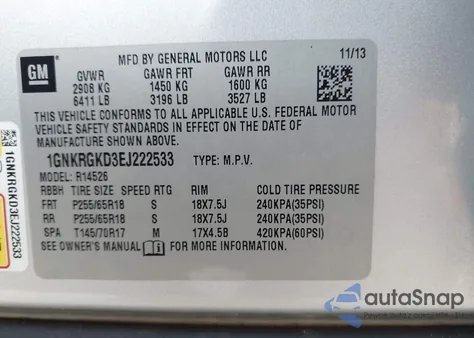 GM
MFD BY GENERAL MOTORS LLC 11/13
GVWR GAWR FRT GAWR RR
2908 KG 1450 KG 1600 KG
6411 LB 3196 LB 3527 LB
THIS VEHICLE CONFORMS TO ALL APPLICABLE U.S. FEDERAL MOTOR
VEHICLE SAFETY STANDARDS IN EFFECT ON THE DATE OF
MANUFACTURE SHOWN ABOVE.
1GNKRGKD3EJ222533 TYPE: M.P.V.
MODEL: R14526
RBBH TIRE SIZE SPEED RTG RIM COLD TIRE PRESSURE
FRT P255/65R18 S 18X7.5J 240KPA(35PSI)
RR P255/65R18 S 18X7.5J 240KPA(35PSI)
SPA T145/70R17 M 17X4.5B 420KPA(60PSI)
SEE OWNER'S MANUAL FOR MORE INFORMATION.
1GNKRGKD3EJ222533
autoSnap